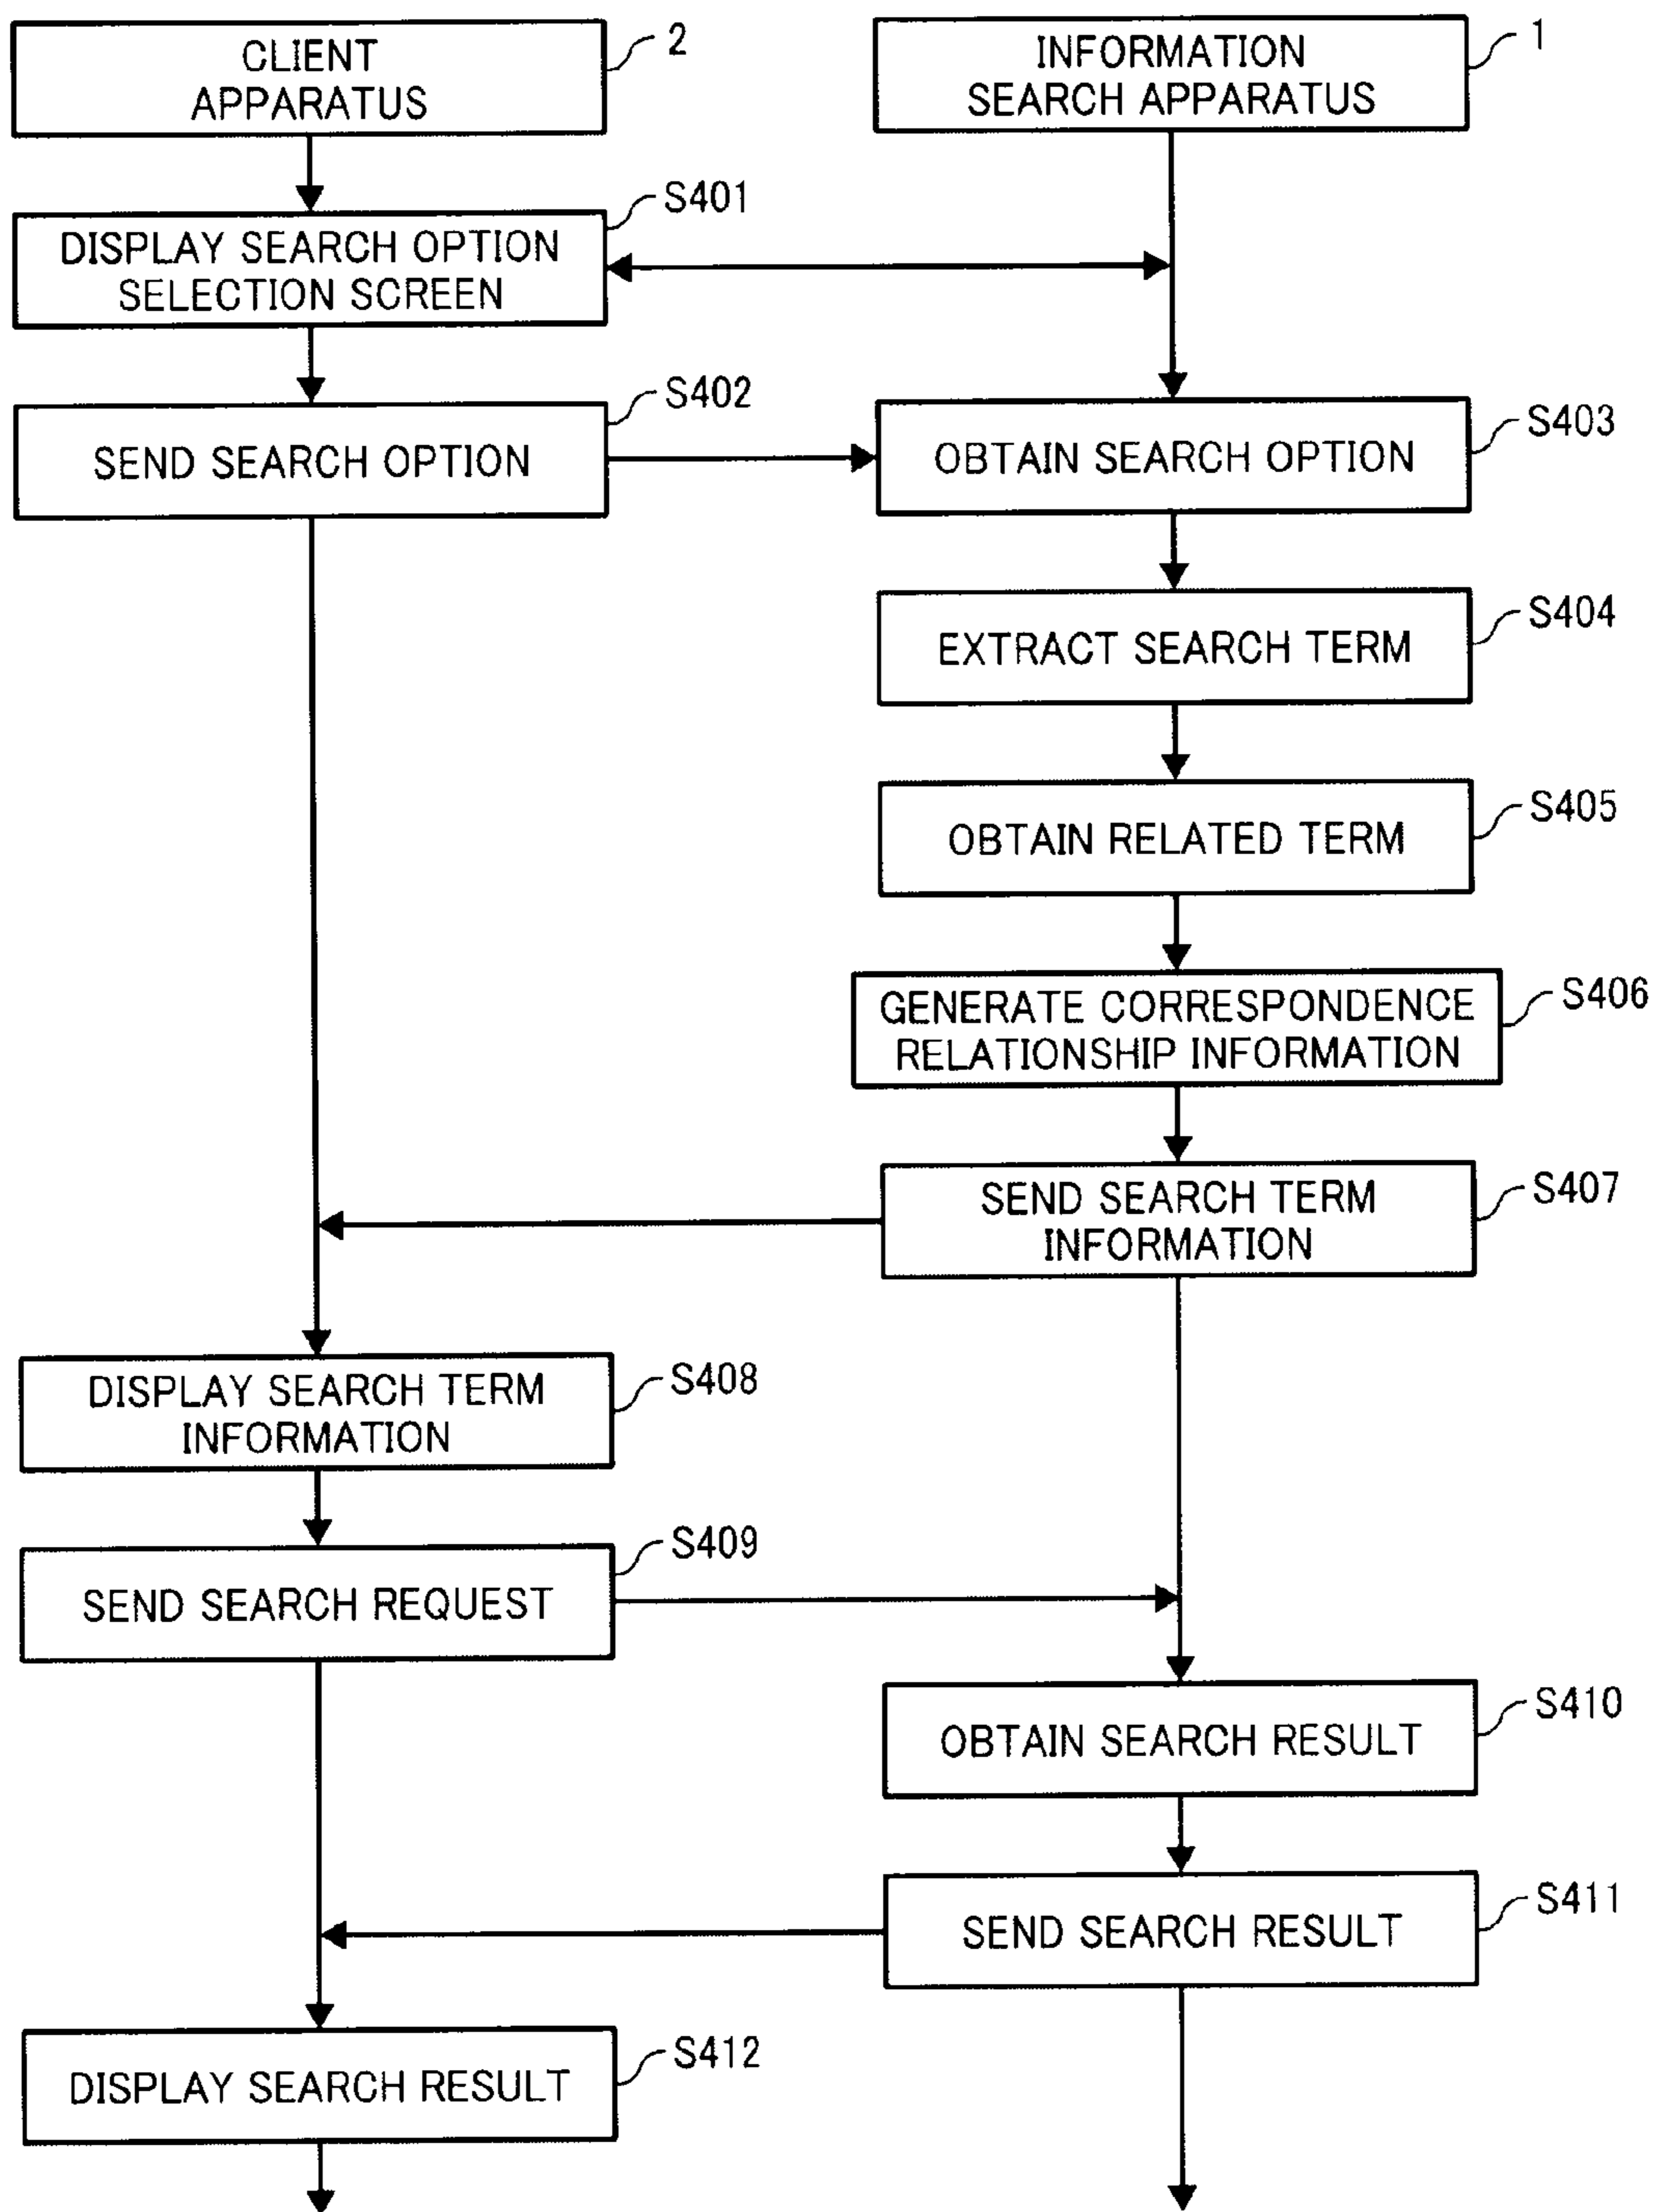 CLIENT
APPARATUS
2
INFORMATION
SEARCH APPARATUS
1
S401
DISPLAY SEARCH OPTION
SELECTION SCREEN
S402
SEND SEARCH OPTION
S403
OBTAIN SEARCH OPTION
S404
EXTRACT SEARCH TERM
S405
OBTAIN RELATED TERM
S406
GENERATE CORRESPONDENCE
RELATIONSHIP INFORMATION
S407
SEND SEARCH TERM
INFORMATION
S408
DISPLAY SEARCH TERM
INFORMATION
S409
SEND SEARCH REQUEST
S410
OBTAIN SEARCH RESULT
S411
SEND SEARCH RESULT
S412
DISPLAY SEARCH RESULT